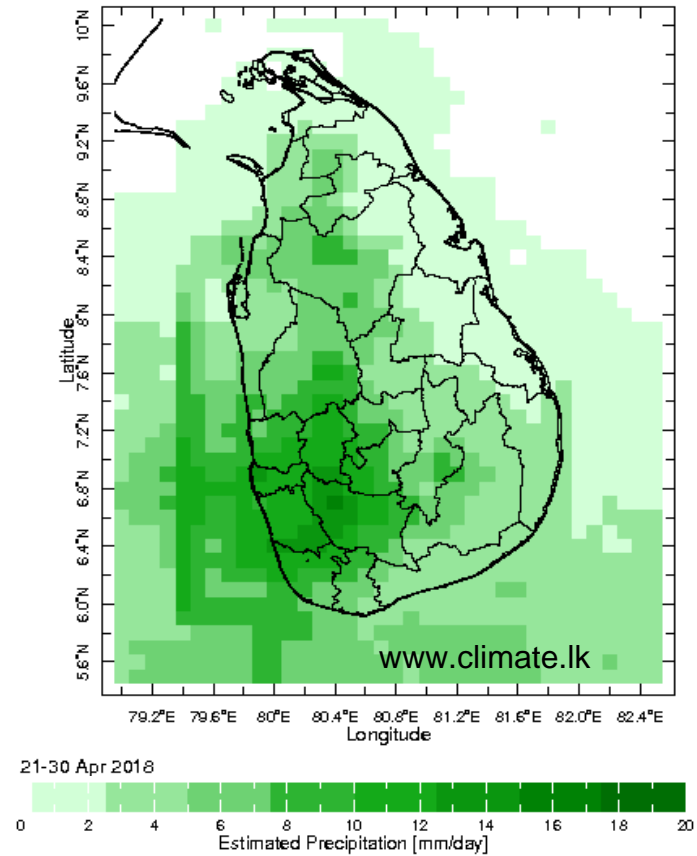 10°N
9.6°N
9.2°N
8.8°N
8.4°N
8°N
7.6°N
7.2°N
6.8°N
6.4°N
6.0°N
5.6°N
Latitude
www.climate.lk
79.2°E 79.6°E 80°E 80.4°E 80.8°E 81.2°E 81.6°E 82.0°E 82.4°E
Longitude
21-30 Apr 2018
0 2 4 6 8 10 12 14 16 18 20
Estimated Precipitation [mm/day]